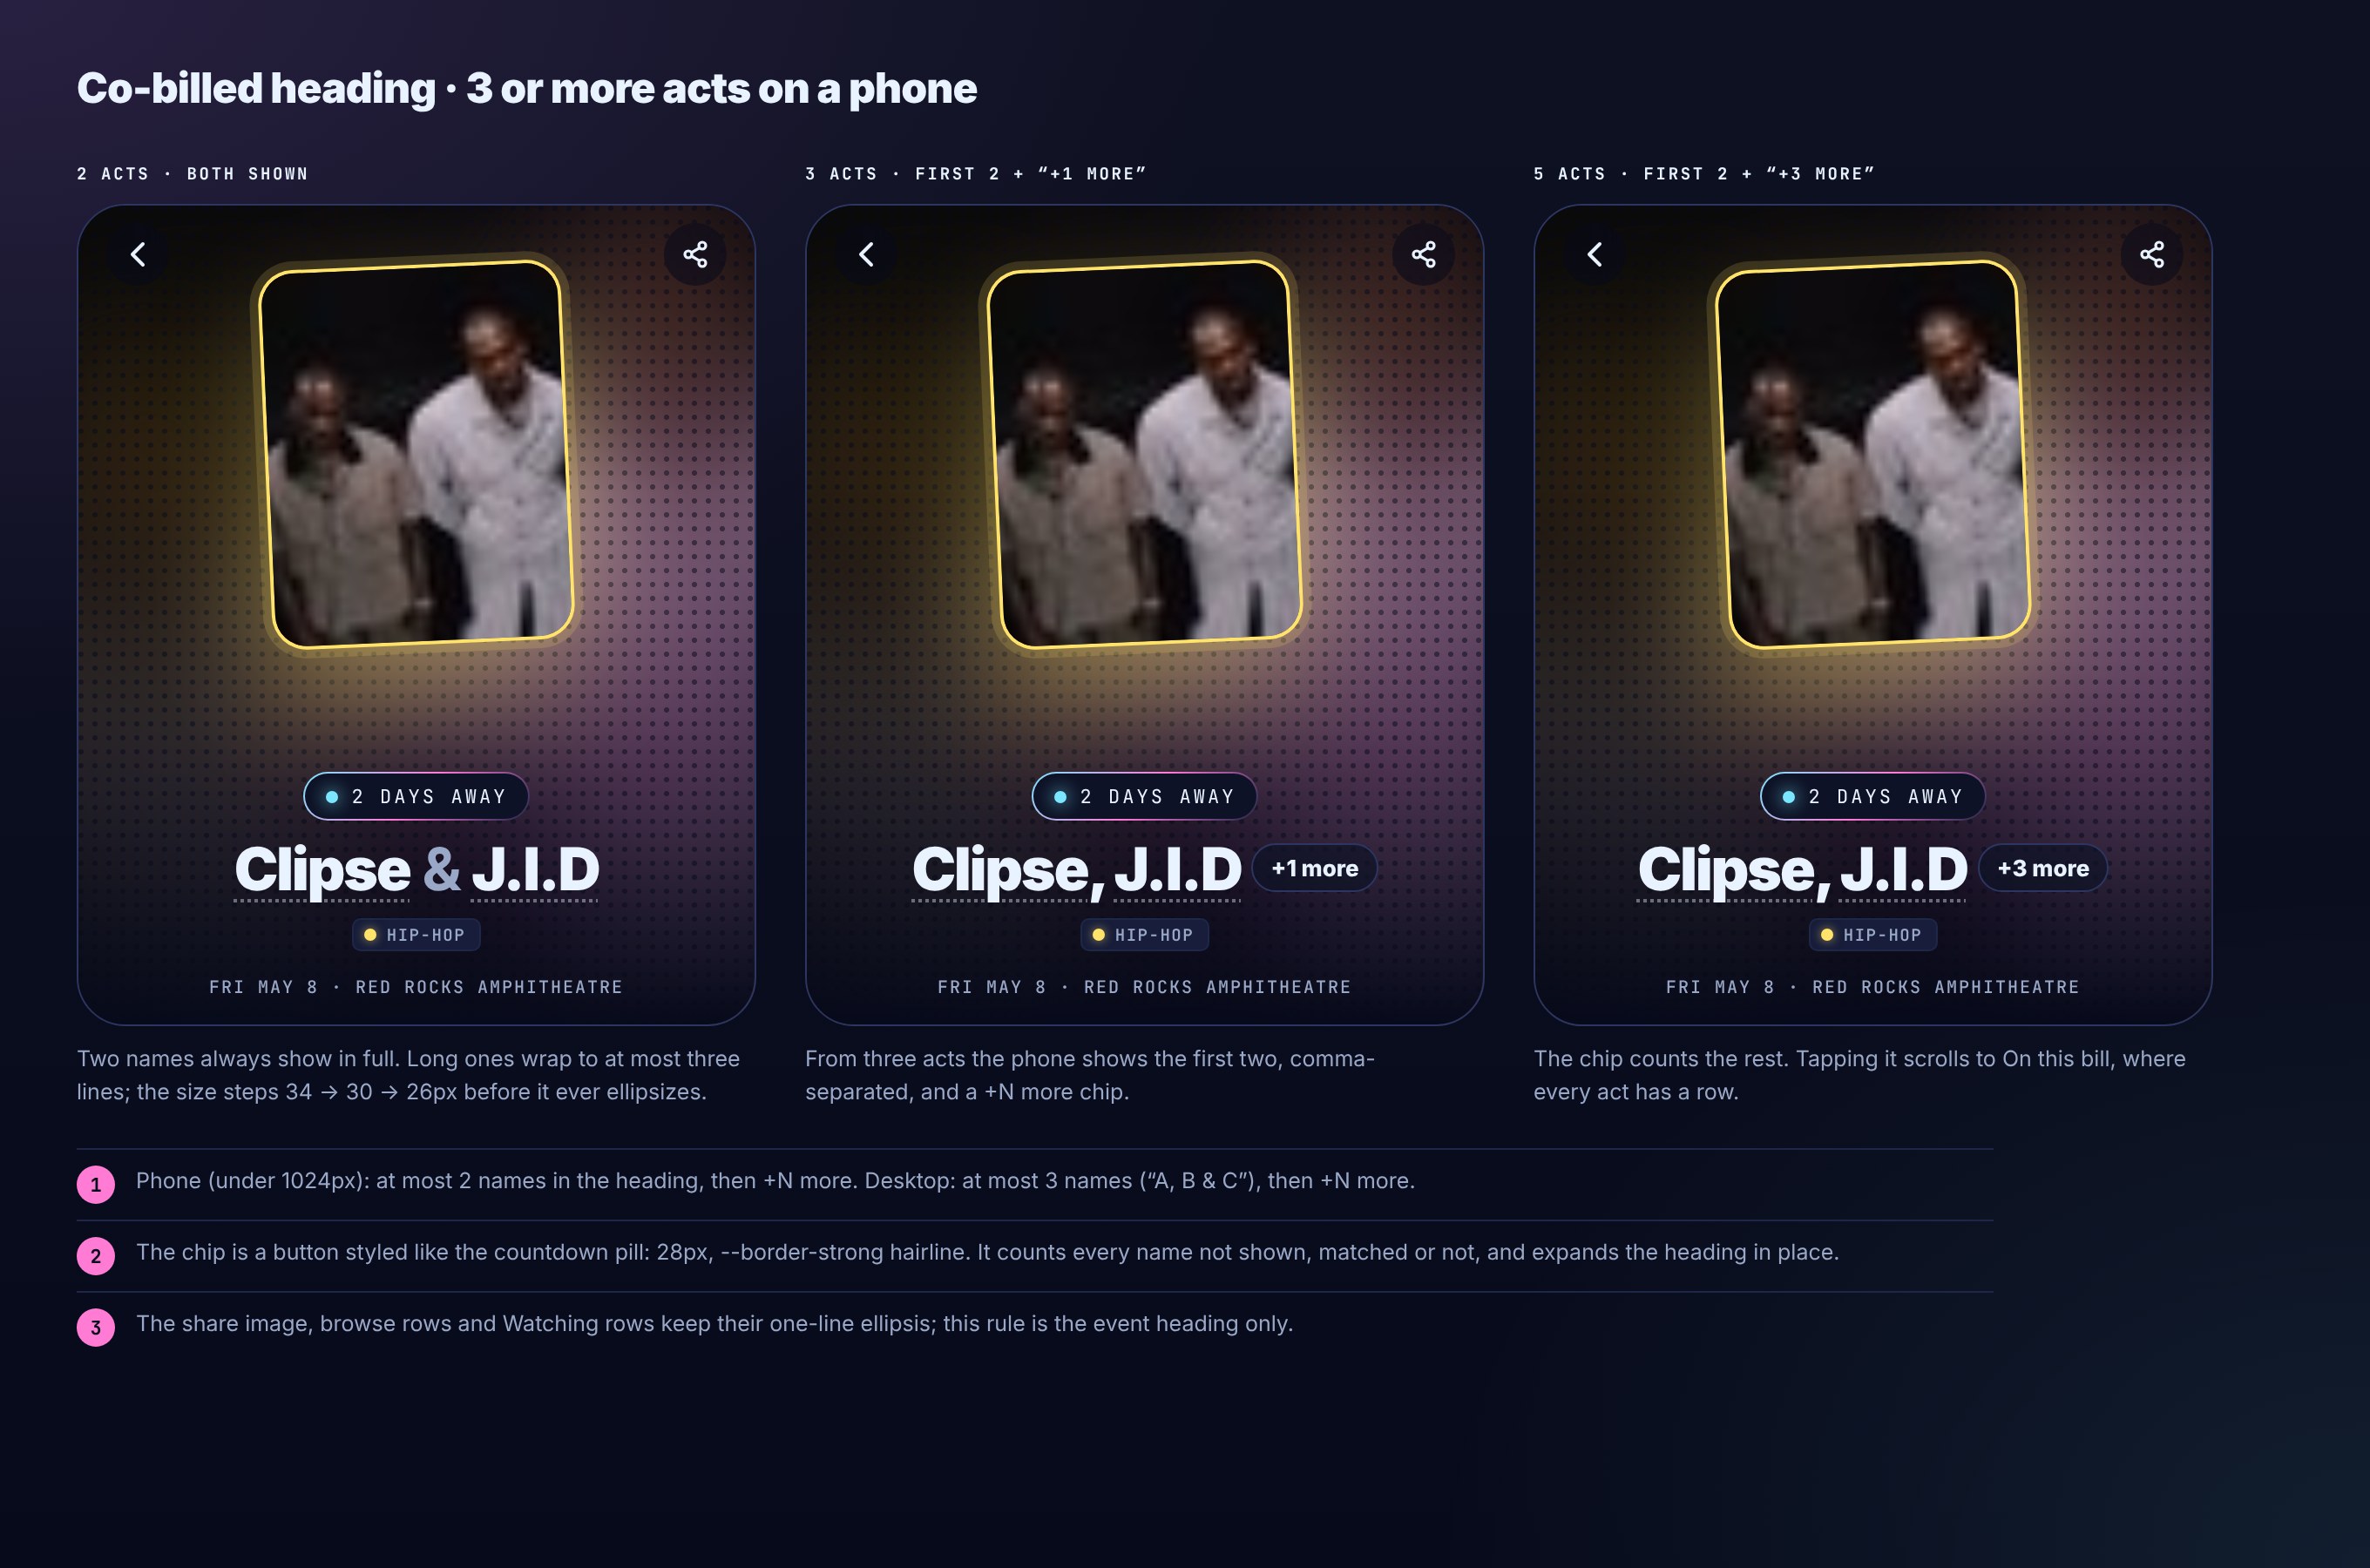 Co-billed heading · 3 or more acts on a phone
2 ACTS · BOTH SHOWN
2 DAYS AWAY
Clipse & J.I.D
HIP-HOP
FRI MAY 8 · RED ROCKS AMPHITHEATRE
Two names always show in full. Long ones wrap to at most three
lines; the size steps 34 → 30 → 26px before it ever ellipsizes.
3 ACTS · FIRST 2 + “+1 MORE”
2 DAYS AWAY
Clipse, J.I.D +1 more
HIP-HOP
FRI MAY 8 · RED ROCKS AMPHITHEATRE
From three acts the phone shows the first two, comma-
separated, and a +N more chip.
5 ACTS · FIRST 2 + “+3 MORE”
2 DAYS AWAY
Clipse, J.I.D +3 more
HIP-HOP
FRI MAY 8 · RED ROCKS AMPHITHEATRE
The chip counts the rest. Tapping it scrolls to On this bill, where
every act has a row.
1 Phone (under 1024px): at most 2 names in the heading, then +N more. Desktop: at most 3 names (“A, B & C”), then +N more.
2 The chip is a button styled like the countdown pill: 28px, --border-strong hairline. It counts every name not shown, matched or not, and expands the heading in place.
3 The share image, browse rows and Watching rows keep their one-line ellipsis; this rule is the event heading only.